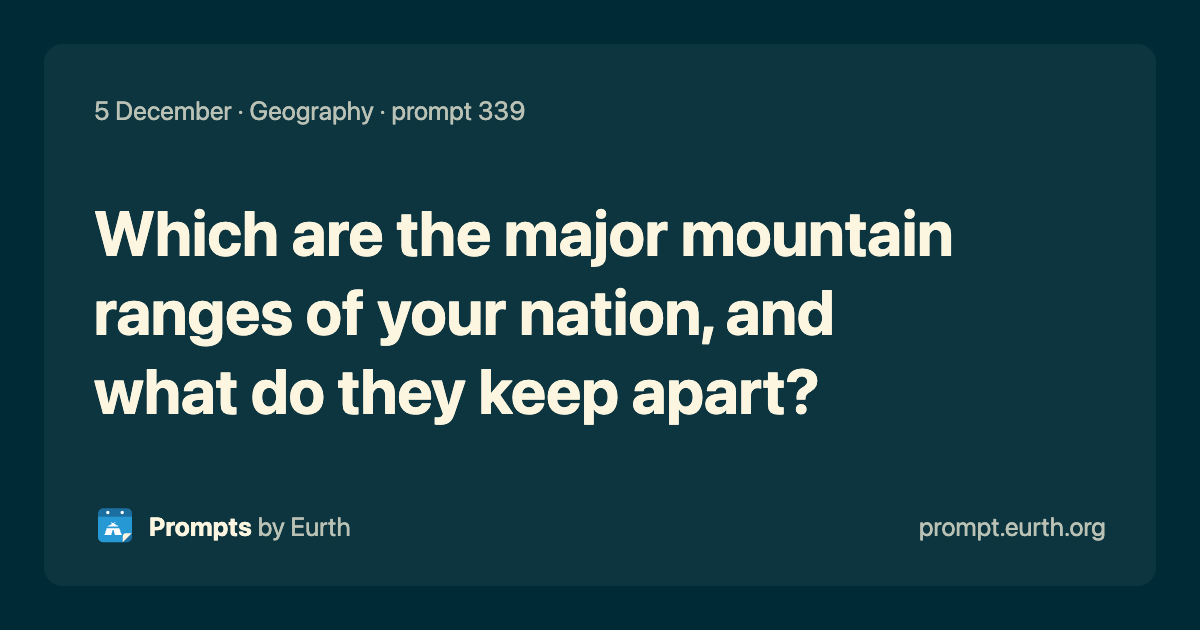 5 December · Geography · prompt 339
Which are the major mountain
ranges of your nation, and
what do they keep apart?
Prompts by Eurth
prompt.eurth.org